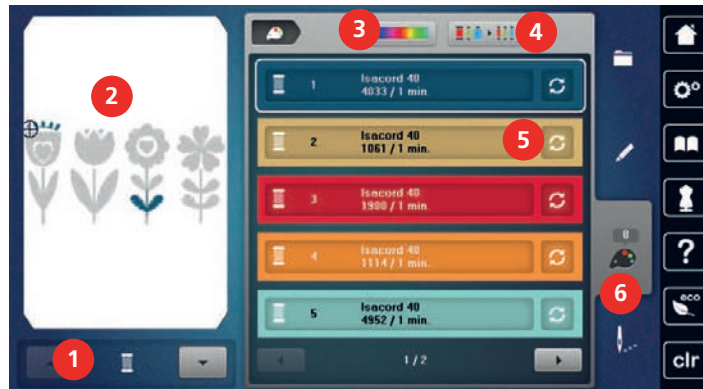 3
4
2
1 Isacord 40
4033 / 1 min.
2 Isacord 40
1061 / 1 min.
5
3 Isacord 40
1900 / 1 min.
4 Isacord 40
1114 / 1 min.
5 Isacord 40
4952 / 1 min.
1 / 2
1
8
6
?
eco
clr